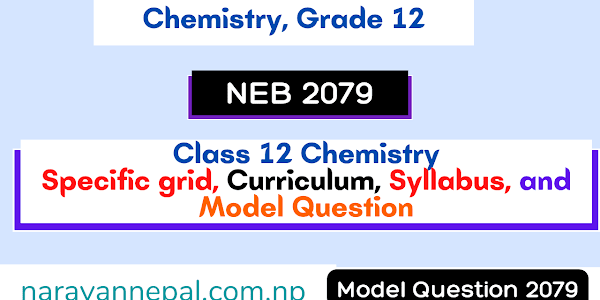 Chemistry, Grade 12
NEB 2079
Class 12 Chemistry
Specific grid, Curriculum, Syllabus, and
Model Question
narayannepal.com.np
Model Question 2079